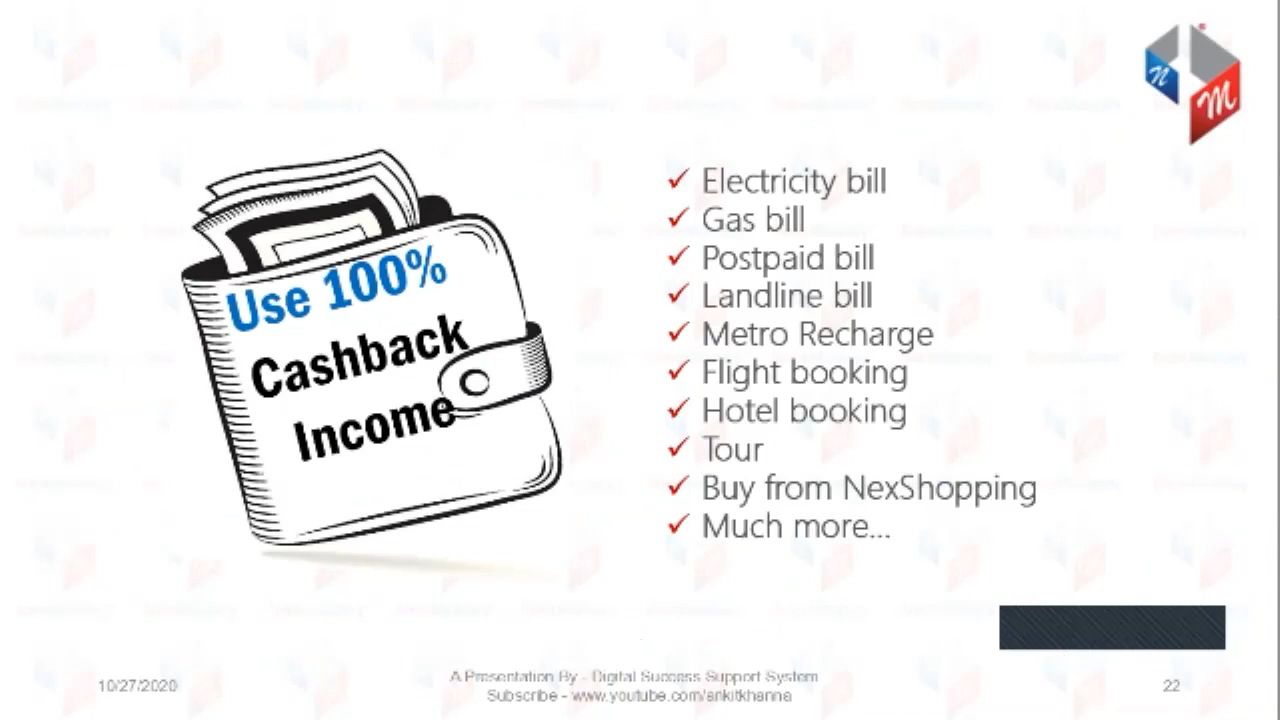 n
M
Use 100%
Cashback
Income
✓ Electricity bill
✓ Gas bill
✓ Postpaid bill
✓ Landline bill
✓ Metro Recharge
✓ Flight booking
✓ Hotel booking
✓ Tour
✓ Buy from NexShopping
✓ Much more...
10/27/2020
A Presentation By - Digital Success Support System
Subscribe - www.youtube.com/ankitkhanna
22